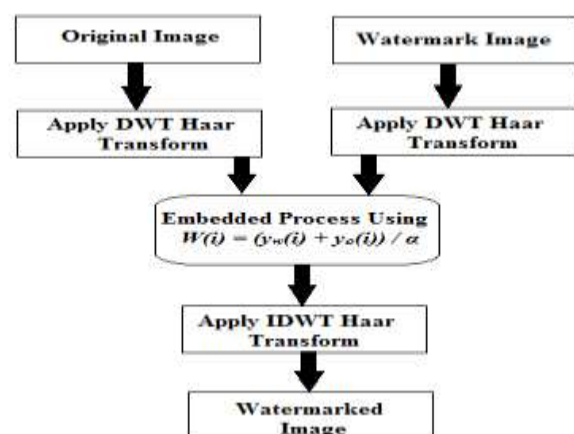 Original Image
Watermark Image
Apply DWT Haar
Transform
Apply DWT Haar
Transform
Embedded Process Using
W(i) = (yw(i) + yo(i)) / α
Apply IDWT Haar
Transform
Watermarked
Image